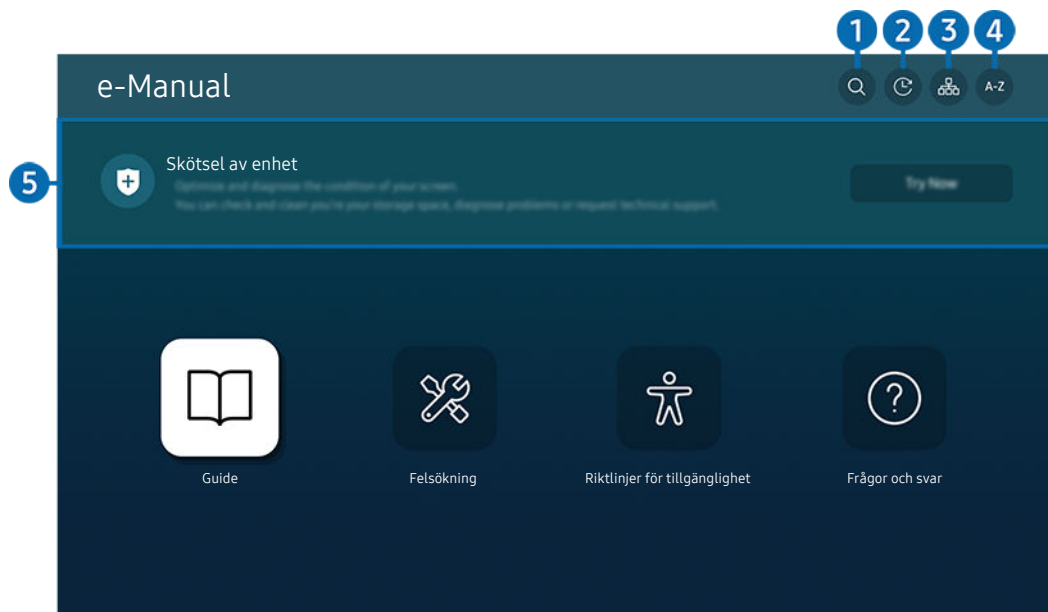 1 2 3 4
e-Manual
A-Z
5
Skötsel av enhet
Optimize and diagnose the condition of your screen.
Try Now
You can check and clean you're your storage space, diagnose problems or request technical support.
Guide
Felsökning
Riktlinjer för tillgänglighet
Frågor och svar